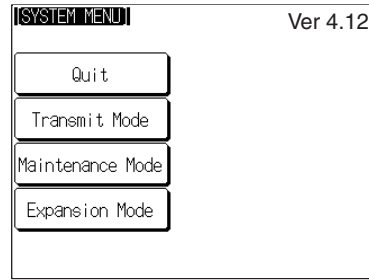 SYSTEM MENU
Ver 4.12
Quit
Transmit Mode
Maintenance Mode
Expansion Mode